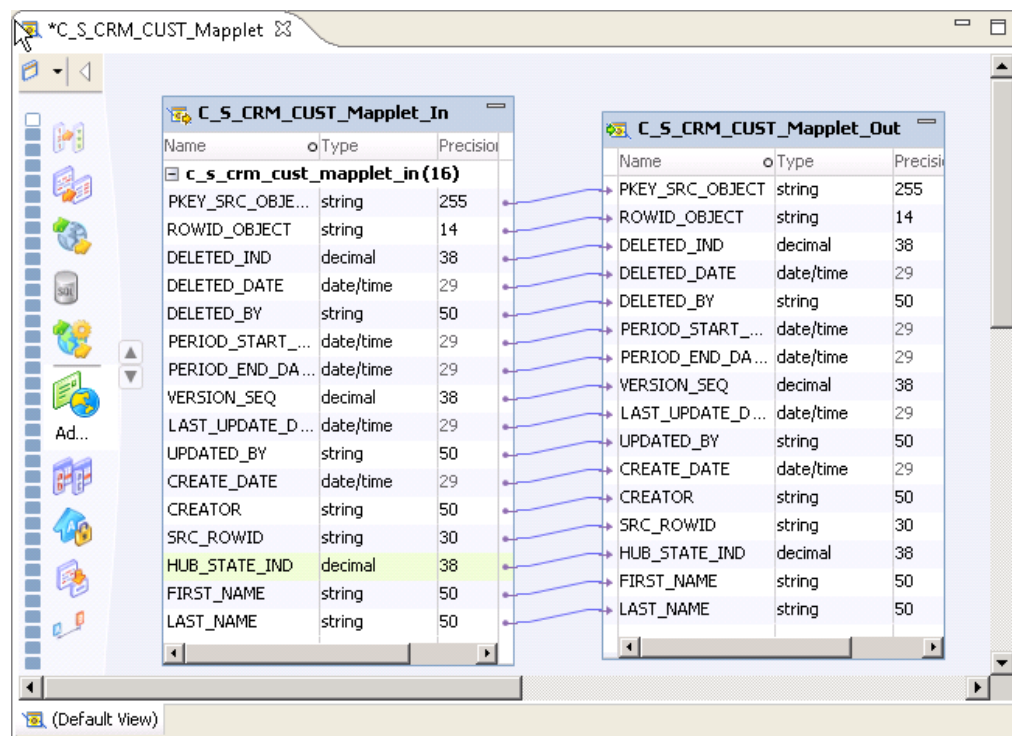 *C_S_CRM_CUST_Mapplet
C_S_CRM_CUST_Mapplet_In
Name Type Precision
c_s_crm_cust_mapplet_in (16)
PKEY_SRC_OBJE... string 255
ROWID_OBJECT string 14
DELETED_IND decimal 38
DELETED_DATE date/time 29
DELETED_BY string 50
PERIOD_START_... date/time 29
PERIOD_END_DA... date/time 29
VERSION_SEQ decimal 38
LAST_UPDATE_D... date/time 29
UPDATED_BY string 50
CREATE_DATE date/time 29
CREATOR string 50
SRC_ROWID string 30
HUB_STATE_IND decimal 38
FIRST_NAME string 50
LAST_NAME string 50
C_S_CRM_CUST_Mapplet_Out
Name Type Precisi
PKEY_SRC_OBJECT string 255
ROWID_OBJECT string 14
DELETED_IND decimal 38
DELETED_DATE date/time 29
DELETED_BY string 50
PERIOD_START_... date/time 29
PERIOD_END_DA... date/time 29
VERSION_SEQ decimal 38
LAST_UPDATE_D... date/time 29
UPDATED_BY string 50
CREATE_DATE date/time 29
CREATOR string 50
SRC_ROWID string 30
HUB_STATE_IND decimal 38
FIRST_NAME string 50
LAST_NAME string 50
SQL
Ad...
(Default View)